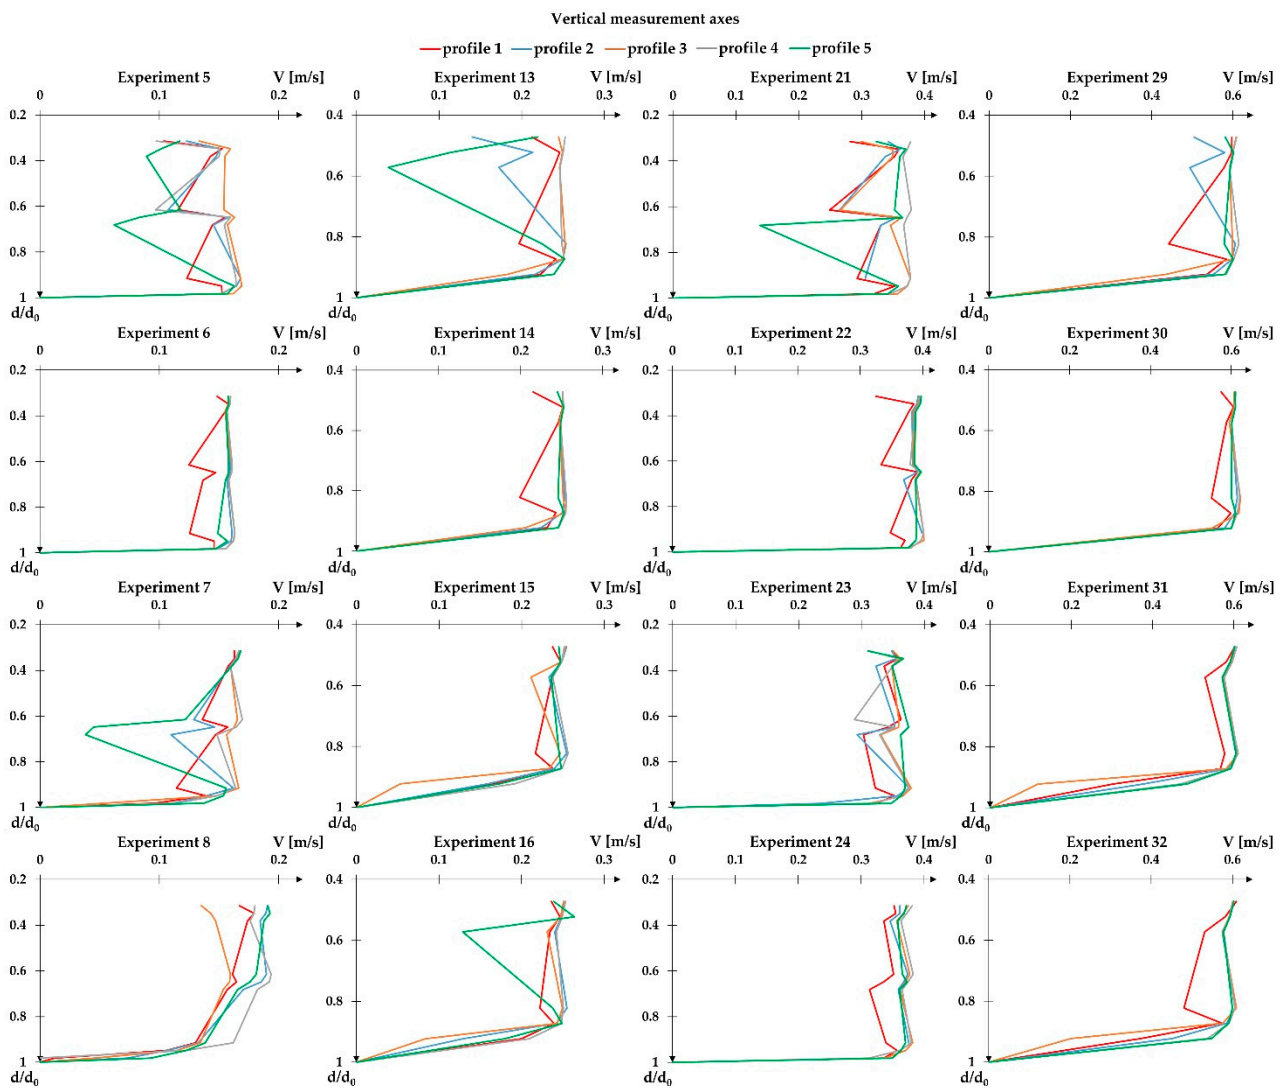 Vertical measurement axes
profile 1 profile 2 profile 3 profile 4 profile 5
Experiment 5 V [m/s] Experiment 13 V [m/s] Experiment 21 V [m/s] Experiment 29 V [m/s]
0 0.1 0.2 0 0.1 0.2 0.3 0 0.1 0.2 0.3 0.4 0 0.2 0.4 0.6
0.2 0.4 0.2 0.4
0.4 0.4
0.6 0.6
0.6 0.6
0.8 0.8 0.8 0.8
1 1 1 1
d/d0 d/d0 d/d0 d/d0
Experiment 6 V [m/s] Experiment 14 V [m/s] Experiment 22 V [m/s] Experiment 30 V [m/s]
0 0.1 0.2 0 0.1 0.2 0.3 0 0.1 0.2 0.3 0.4 0 0.2 0.4 0.6
0.2 0.4 0.2 0.4
0.4 0.4
0.6 0.6
0.6 0.6
0.8 0.8 0.8 0.8
1 1 1 1
d/d0 d/d0 d/d0 d/d0
Experiment 7 V [m/s] Experiment 15 V [m/s] Experiment 23 V [m/s] Experiment 31 V [m/s]
0 0.1 0.2 0 0.1 0.2 0.3 0 0.1 0.2 0.3 0.4 0 0.2 0.4 0.6
0.2 0.4 0.2 0.4
0.4 0.4
0.6 0.6
0.6 0.6
0.8 0.8 0.8 0.8
1 1 1 1
d/d0 d/d0 d/d0 d/d0
Experiment 8 V [m/s] Experiment 16 V [m/s] Experiment 24 V [m/s] Experiment 32 V [m/s]
0 0.1 0.2 0 0.1 0.2 0.3 0 0.1 0.2 0.3 0.4 0 0.2 0.4 0.6
0.2 0.4 0.2 0.4
0.4 0.4
0.6 0.6
0.6 0.6
0.8 0.8 0.8 0.8
1 1 1 1
d/d0 d/d0 d/d0 d/d0